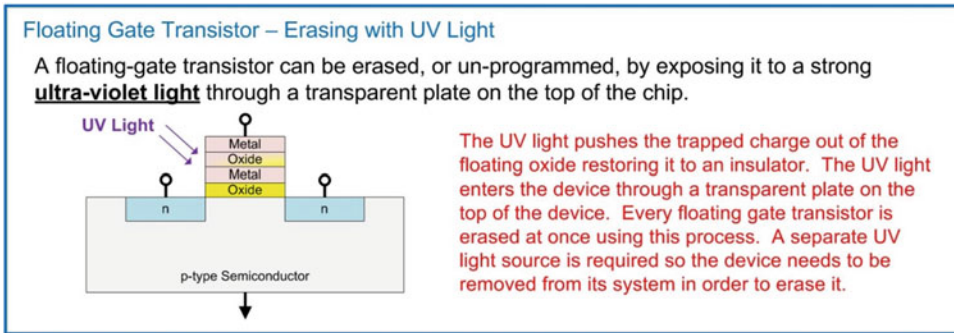 Floating Gate Transistor – Erasing with UV Light
A floating-gate transistor can be erased, or un-programmed, by exposing it to a strong
ultra-violet light through a transparent plate on the top of the chip.
UV Light
Metal
Oxide
Metal
Oxide
n
n
p-type Semiconductor
The UV light pushes the trapped charge out of the
floating oxide restoring it to an insulator. The UV light
enters the device through a transparent plate on the
top of the device. Every floating gate transistor is
erased at once using this process. A separate UV
light source is required so the device needs to be
removed from its system in order to erase it.